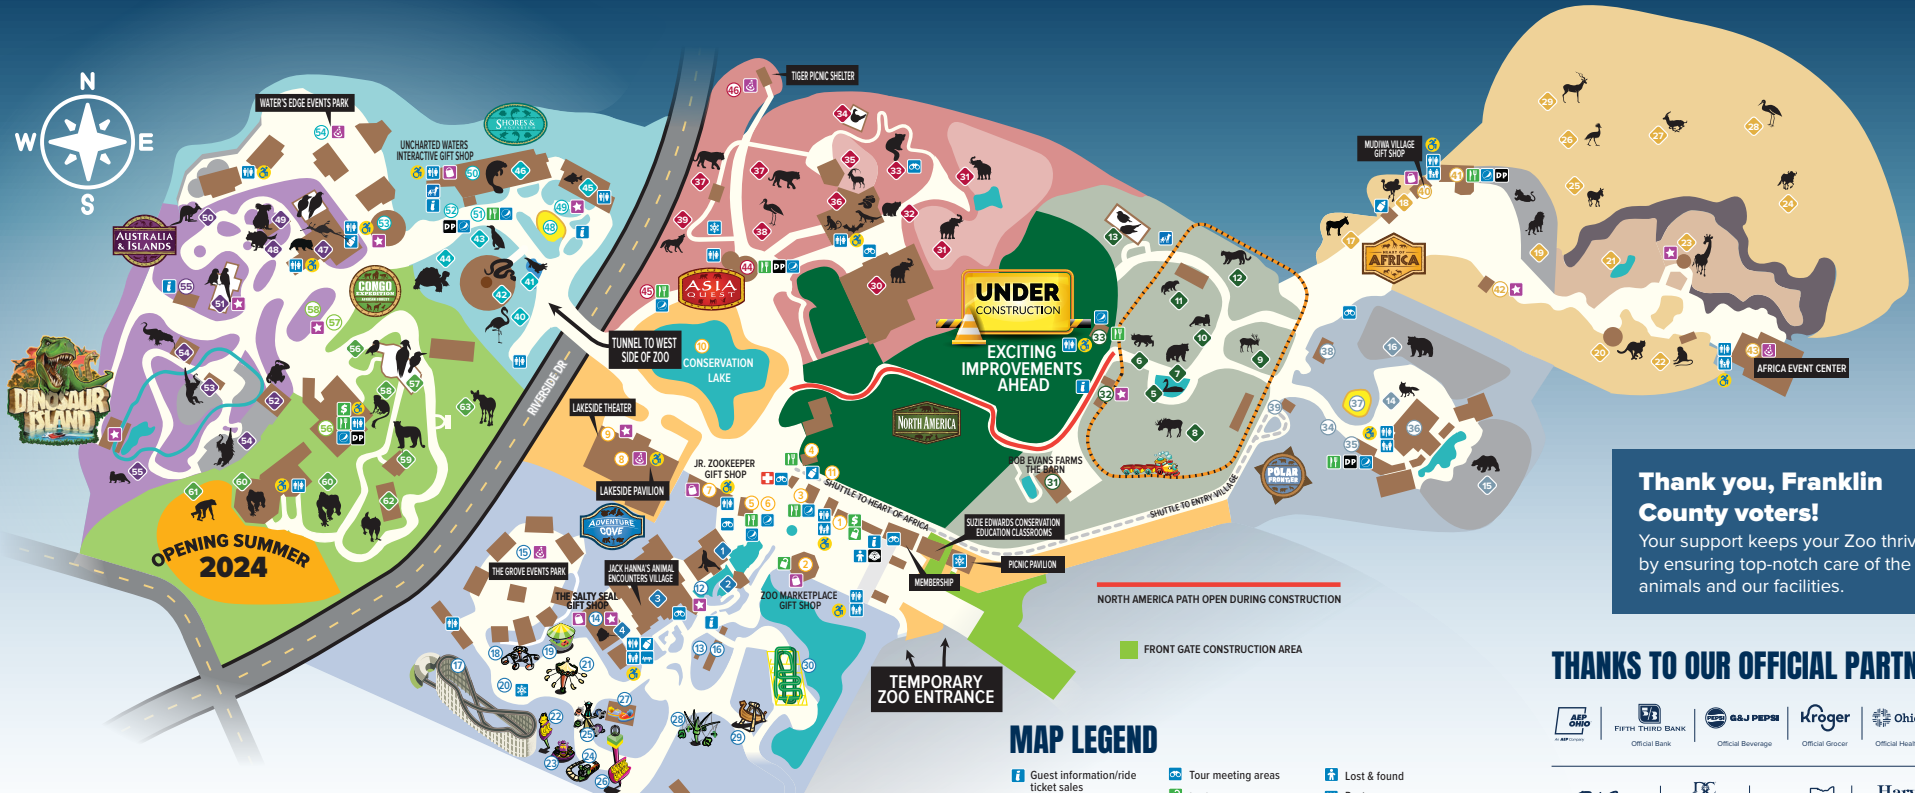 N
W
E
S
WATER'S EDGE EVENTS PARK
UNCHARTED WATERS
INTERACTIVE GIFT SHOP
SHORES &
AUSTRALIA
& ISLANDS
CONGO
EXPEDITION
DINOSAUR
ISLAND
OPENING SUMMER
2024
TIGER PICNIC SHELTER
ASIA
QUEST
TUNNEL TO WEST
SIDE OF ZOO
RIVERSIDE DR
CONSERVATION
LAKE
LAKESIDE THEATER
LAKESIDE PAVILION
JR. ZOOKEEPER
GIFT SHOP
ADVENTURE
COVE
THE GROVE EVENTS PARK
JACK HANNA'S ANIMAL
ENCOUNTERS VILLAGE
THE SALTY SEAL
GIFT SHOP
ZOO MARKETPLACE
GIFT SHOP
UNDER
CONSTRUCTION
EXCITING
IMPROVEMENTS
AHEAD
NORTH AMERICA
BOB EVANS FARMS
THE BARN
SHUTTLE TO HEART OF AFRICA
SHUTTLE TO ENTRY VILLAGE
SUZIE EDWARDS CONSERVATION
EDUCATION CLASSROOMS
PICNIC PAVILION
MEMBERSHIP
TEMPORARY
ZOO ENTRANCE
MUDIWA VILLAGE
GIFT SHOP
HEART OF
AFRICA
AFRICA EVENT CENTER
POLAR
FRONTIER
NORTH AMERICA PATH OPEN DURING CONSTRUCTION
FRONT GATE CONSTRUCTION AREA
MAP LEGEND
Guest information/ride
ticket sales
Tour meeting areas
Lost & found
Thank you, Franklin
County voters!
Your support keeps your Zoo thriv
by ensuring top-notch care of the
animals and our facilities.
THANKS TO OUR OFFICIAL PARTN
AEP
OHIO
An AEP Company
FIFTH THIRD BANK
Official Bank
PEPSI
G&J PEPSI
Official Beverage
Kroger
Official Grocer
Ohio
Official Healt